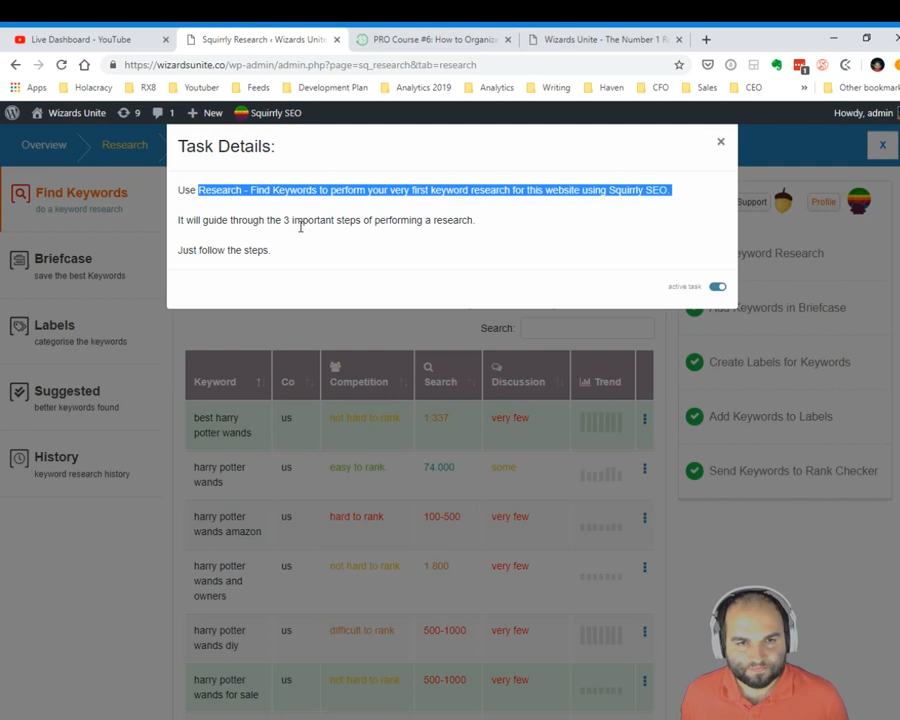 Live Dashboard - YouTube
Squirrly Research ‹ Wizards Unite
PRO Course #6: How to Organiz
Wizards Unite - The Number 1 R
https://wizardsunite.co/wp-admin/admin.php?page=sq_research&tab=research
Apps Holacracy RX8 Youtuber Feeds Development Plan Analytics 2019 Analytics Writing Haven CFO Sales CEO » Other bookmar
Wizards Unite 9 1 New Squirrly SEO Howdy, admin
Overview Research X
Task Details: ×
Use Research - Find Keywords to perform your very first keyword research for this website using Squirrly SEO.
It will guide through the 3 important steps of performing a research.
Just follow the steps.
active task
Find Keywords
do a keyword research
Briefcase
save the best Keywords
Labels
categorise the keywords
Suggested
better keywords found
History
keyword research history
Support Profile
eyword Research
Keywords in Briefcase
Create Labels for Keywords
Add Keywords to Labels
Send Keywords to Rank Checker
Search:
Keyword Co Competition Search Discussion Trend
best harry potter wands us not hard to rank 1.337 very few
harry potter wands us easy to rank 74.000 some
harry potter wands amazon us hard to rank 100-500 very few
harry potter wands and owners us not hard to rank 1.800 very few
harry potter wands diy us difficult to rank 500-1000 very few
harry potter wands for sale us not hard to rank 500-1000 very few